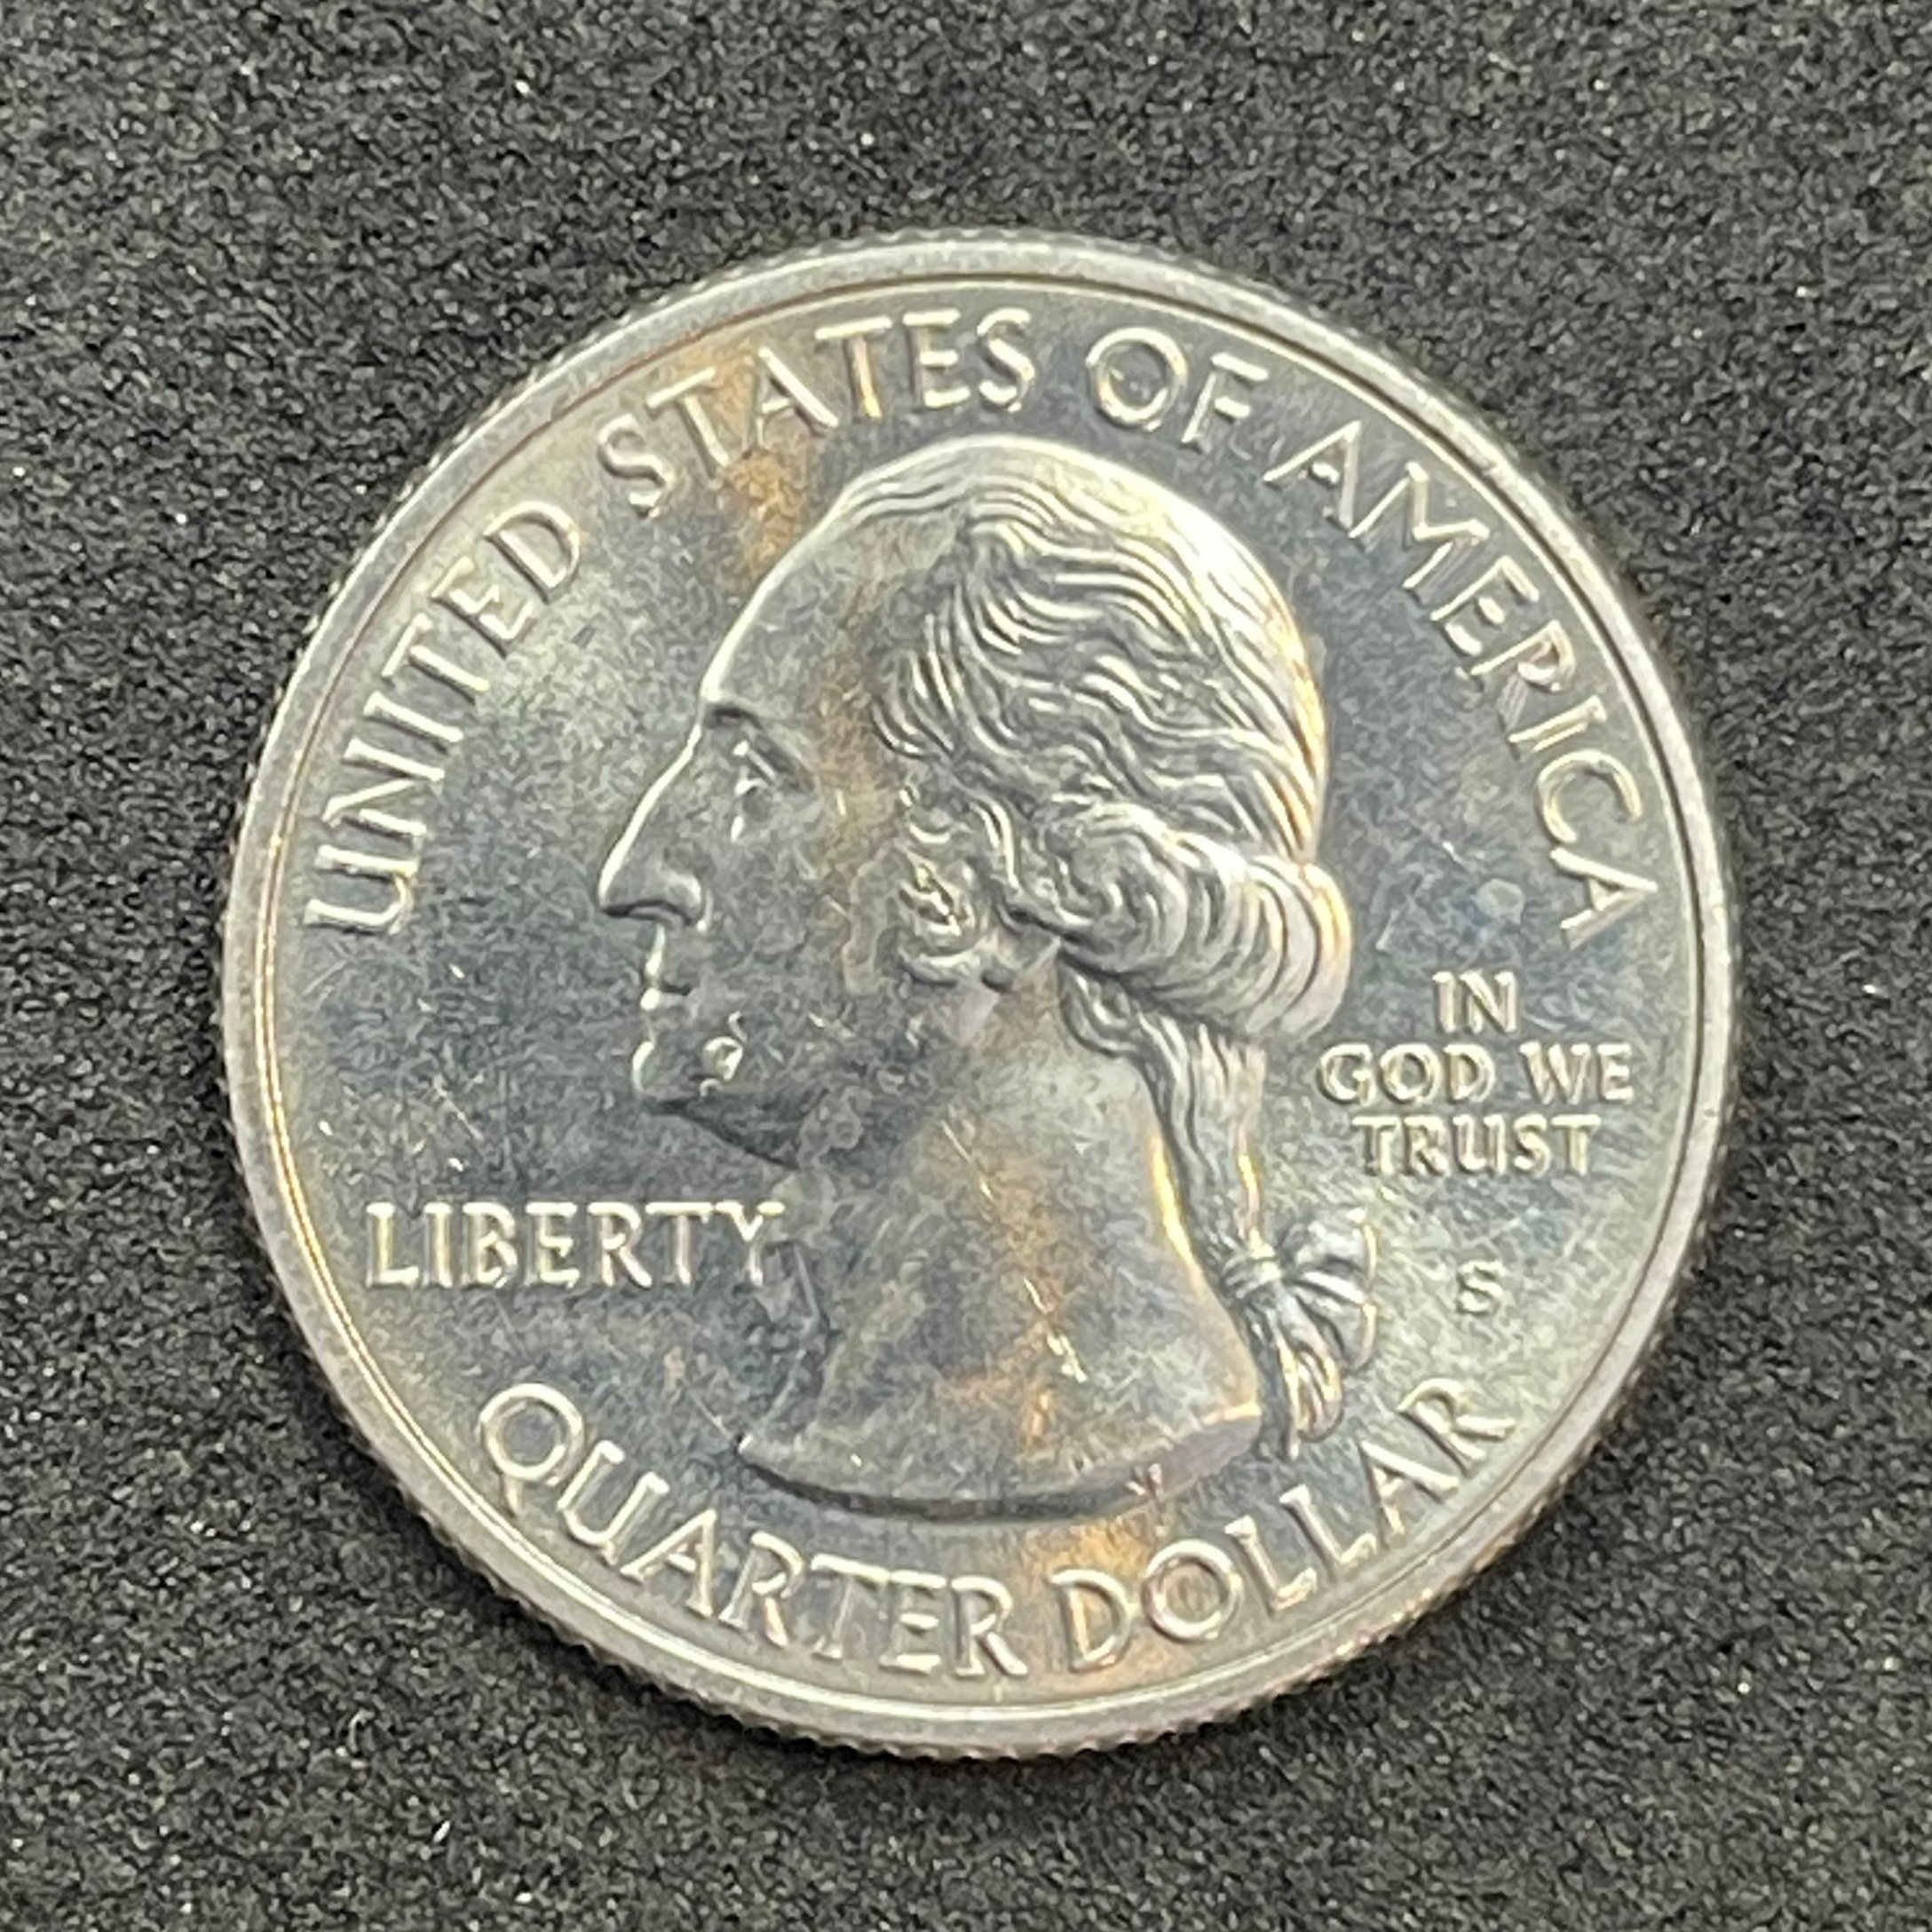 UNITED STATES OF AMERICA
IN
GOD WE
TRUST
LIBERTY
S
QUARTER DOLLAR